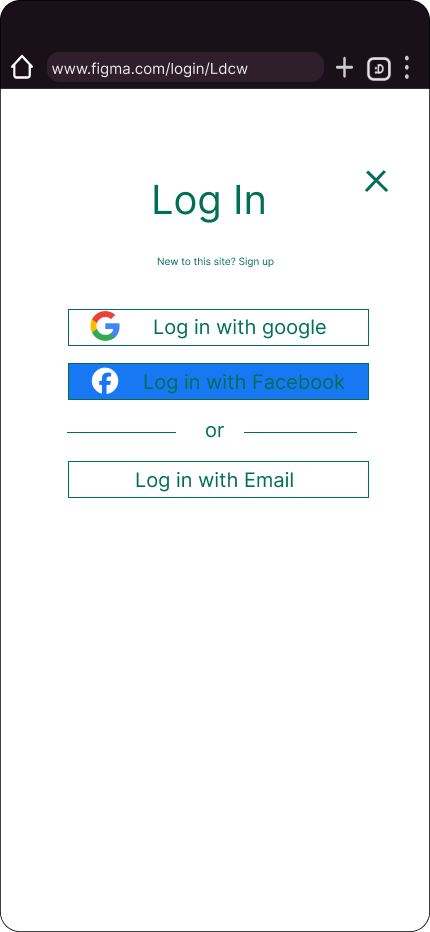 www.figma.com/login/Ldcw
:D
Log In
New to this site? Sign up
Log in with google
Log in with Facebook
or
Log in with Email